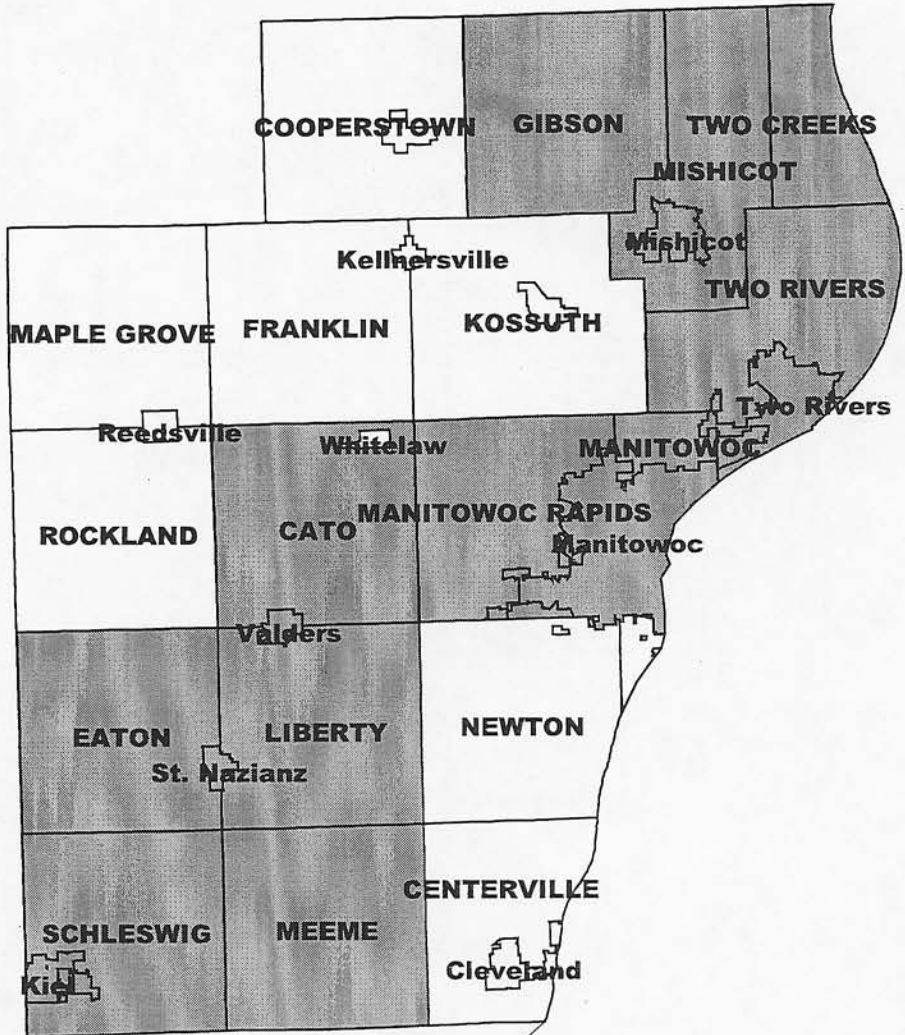 COOPERSTOWN
GIBSON
TWO CREEKS
MISHICOT
Mishicot
Kellnersville
TWO RIVERS
MAPLE GROVE
FRANKLIN
KOSSUTH
Two Rivers
Reedsville
Whitelaw
MANITOWOC
MANITOWOC RAPIDS
ROCKLAND
CATO
Manitowoc
Valders
EATON
LIBERTY
NEWTON
St. Nazianz
CENTERVILLE
SCHLESWIG
MEEME
Cleveland
Kiel